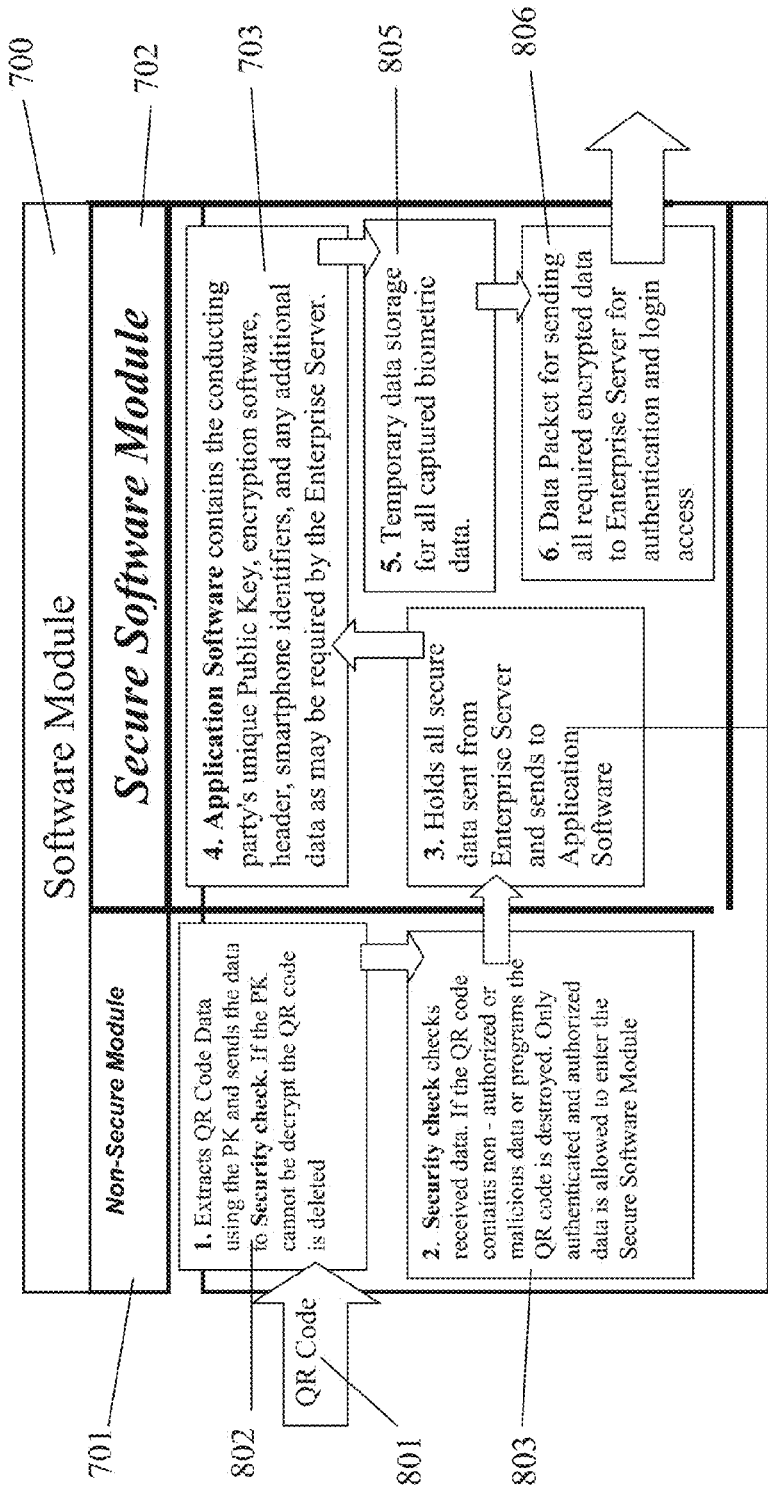 700
Software Module
702
Non-Secure Module
Secure Software Module
701
703
1. Extracts QR Code Data
using the PK and sends the data
to Security check. If the PK
cannot be decrypt the QR code
is deleted
4. Application Software contains the conducting
party's unique Public Key, encryption software,
header, smartphone identifiers, and any additional
data as may be required by the Enterprise Server.
802
QR Code
801
805
2. Security check checks
received data. If the QR code
contains non - authorized or
malicious data or programs the
QR code is destroyed. Only
authenticated and authorized
data is allowed to enter the
Secure Software Module
803
3. Holds all secure
data sent from
Enterprise Server
and sends to
Application
Software
5. Temporary data storage
for all captured biometric
data.
806
6. Data Packet for sending
all required encrypted data
to Enterprise Server for
authentication and login
access